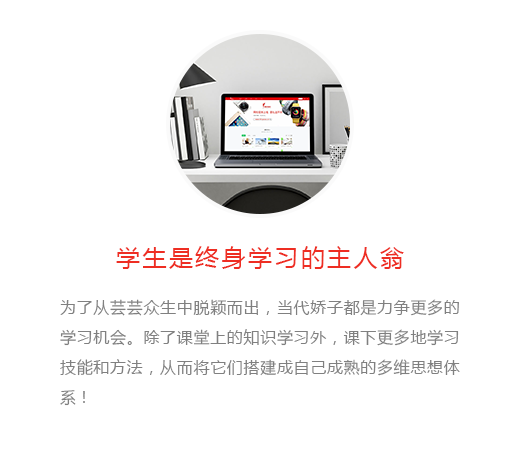 学生是终身学习的主人翁
为了从芸芸众生中脱颖而出，当代娇子都是力争更多的
学习机会。除了课堂上的知识学习外，课下更多地学习
技能和方法，从而将它们搭建成自己成熟的多维思想体
系！